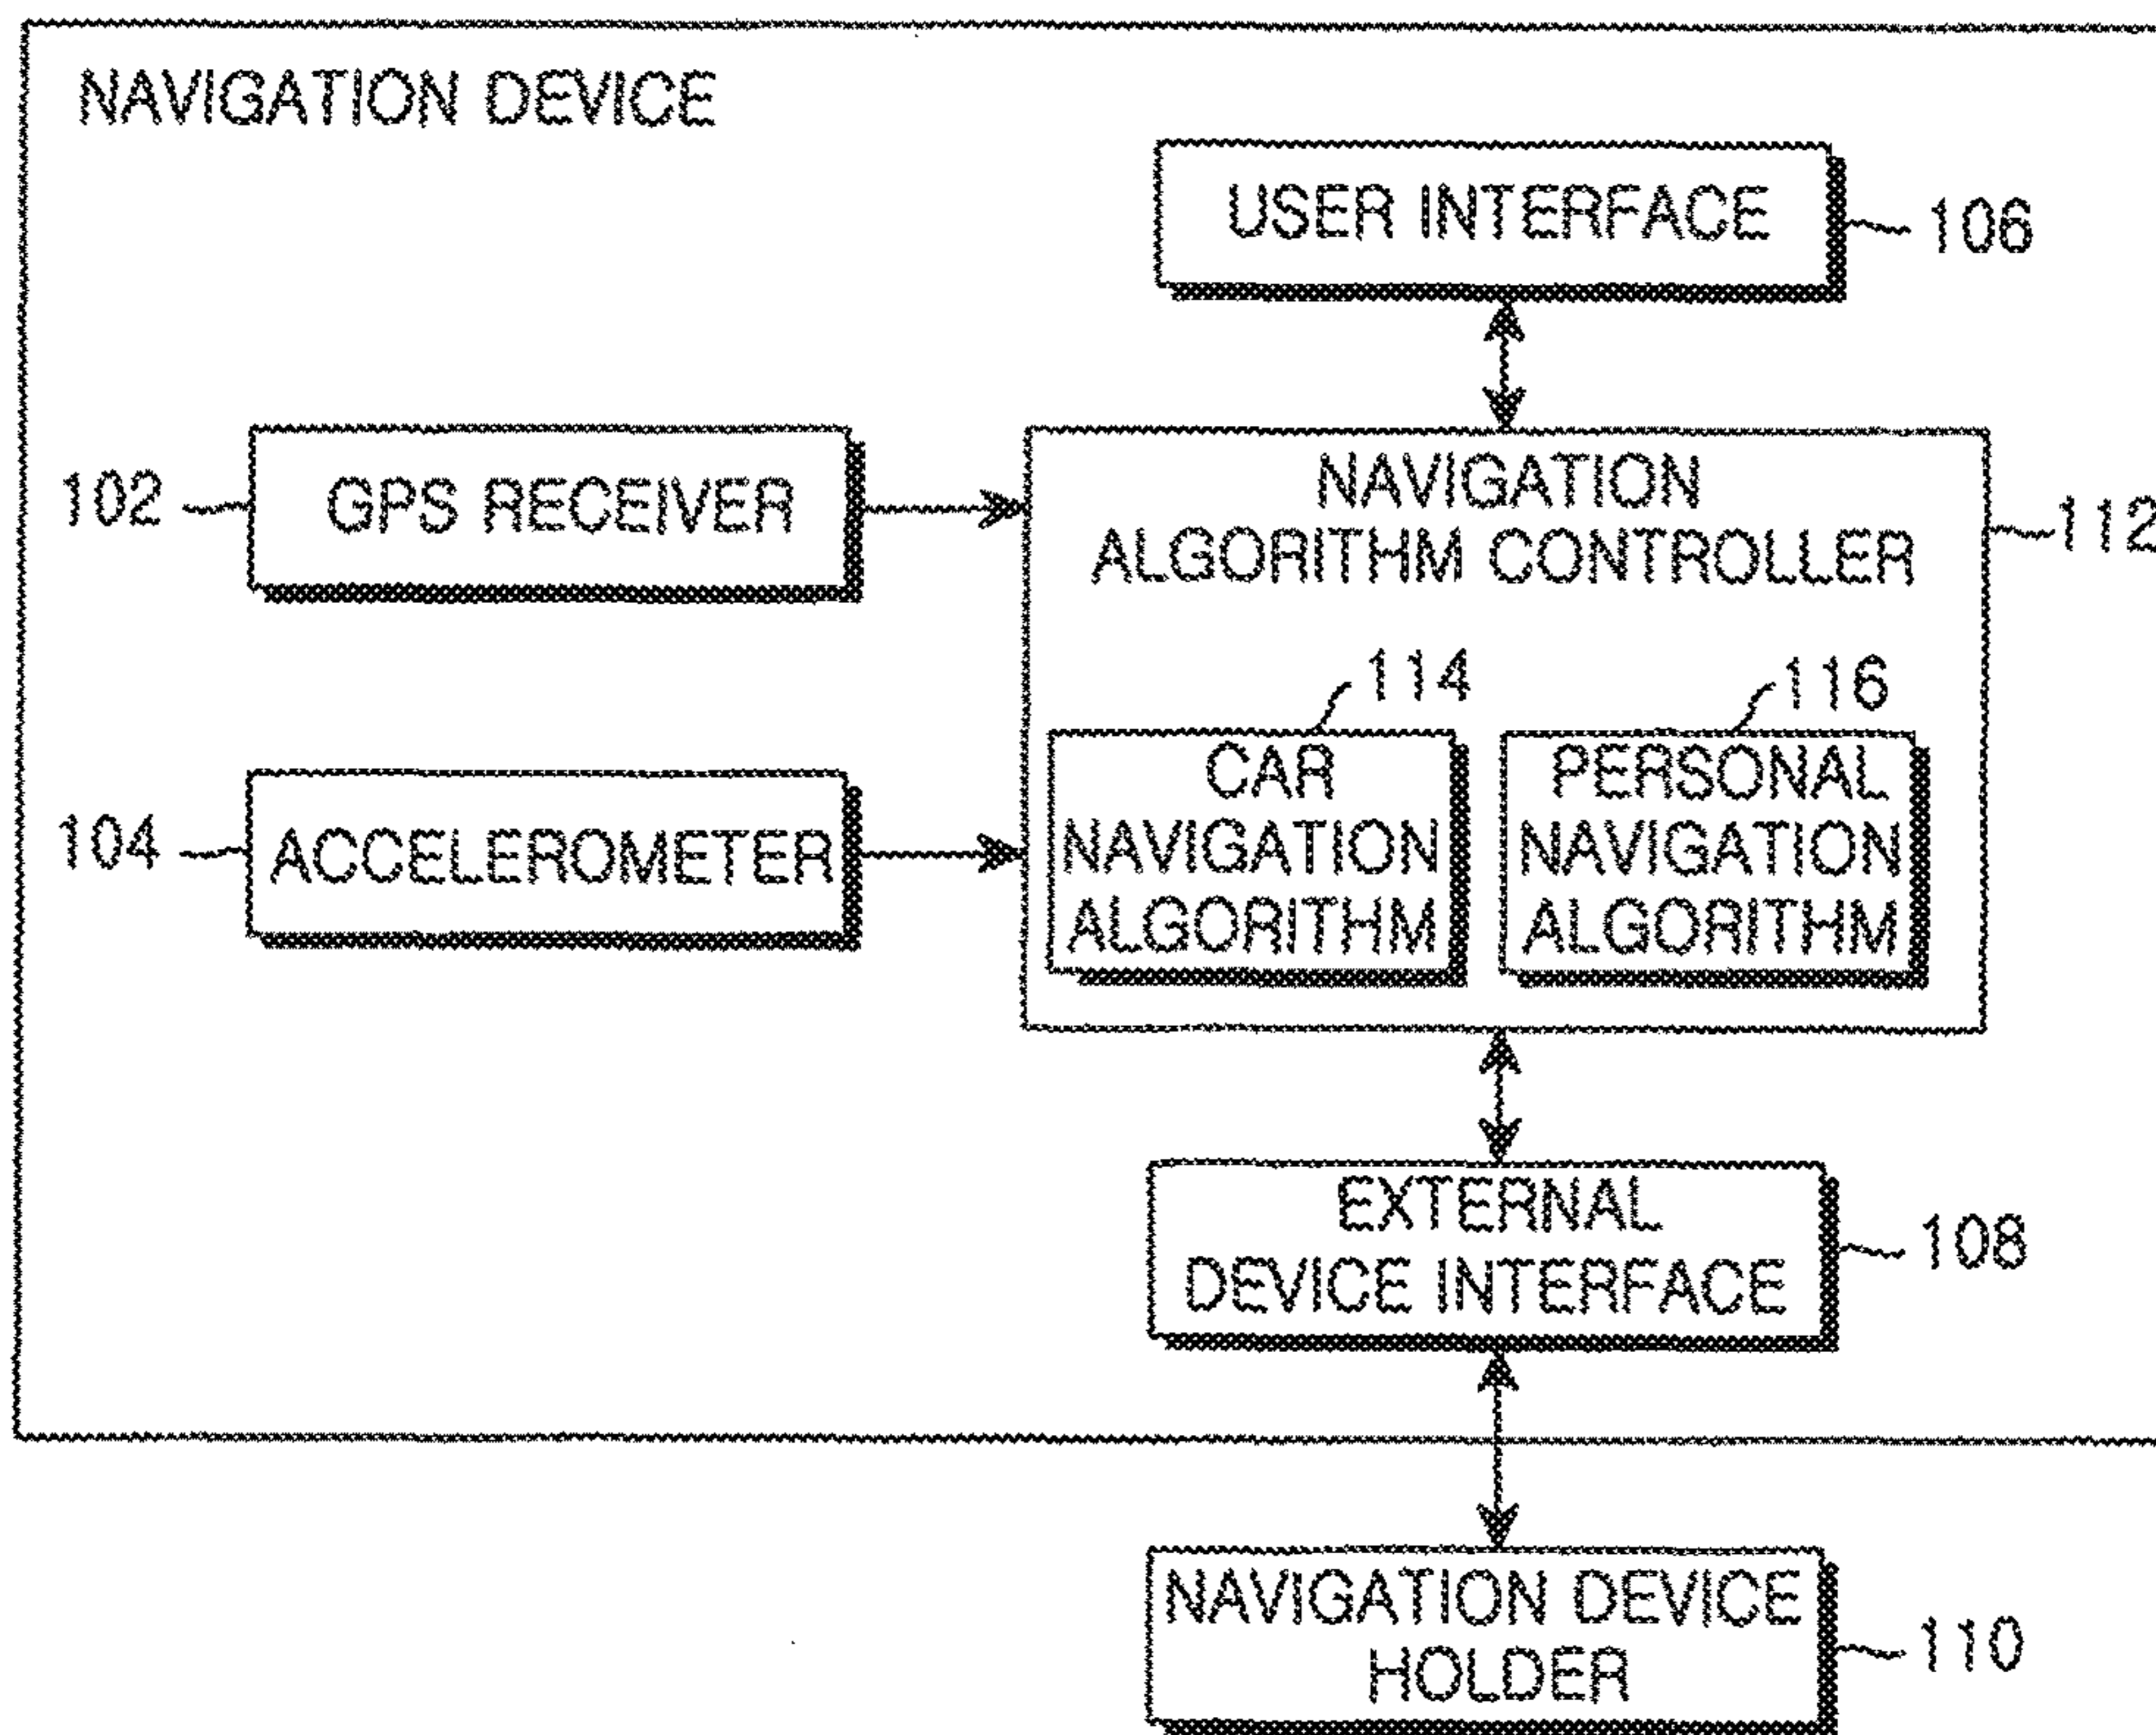 NAVIGATION DEVICE
USER INTERFACE
106
102
GPS RECEIVER
NAVIGATION
ALGORITHM CONTROLLER
112
104
ACCELEROMETER
114
CAR
NAVIGATION
ALGORITHM
116
PERSONAL
NAVIGATION
ALGORITHM
EXTERNAL
DEVICE INTERFACE
108
NAVIGATION DEVICE
HOLDER
110